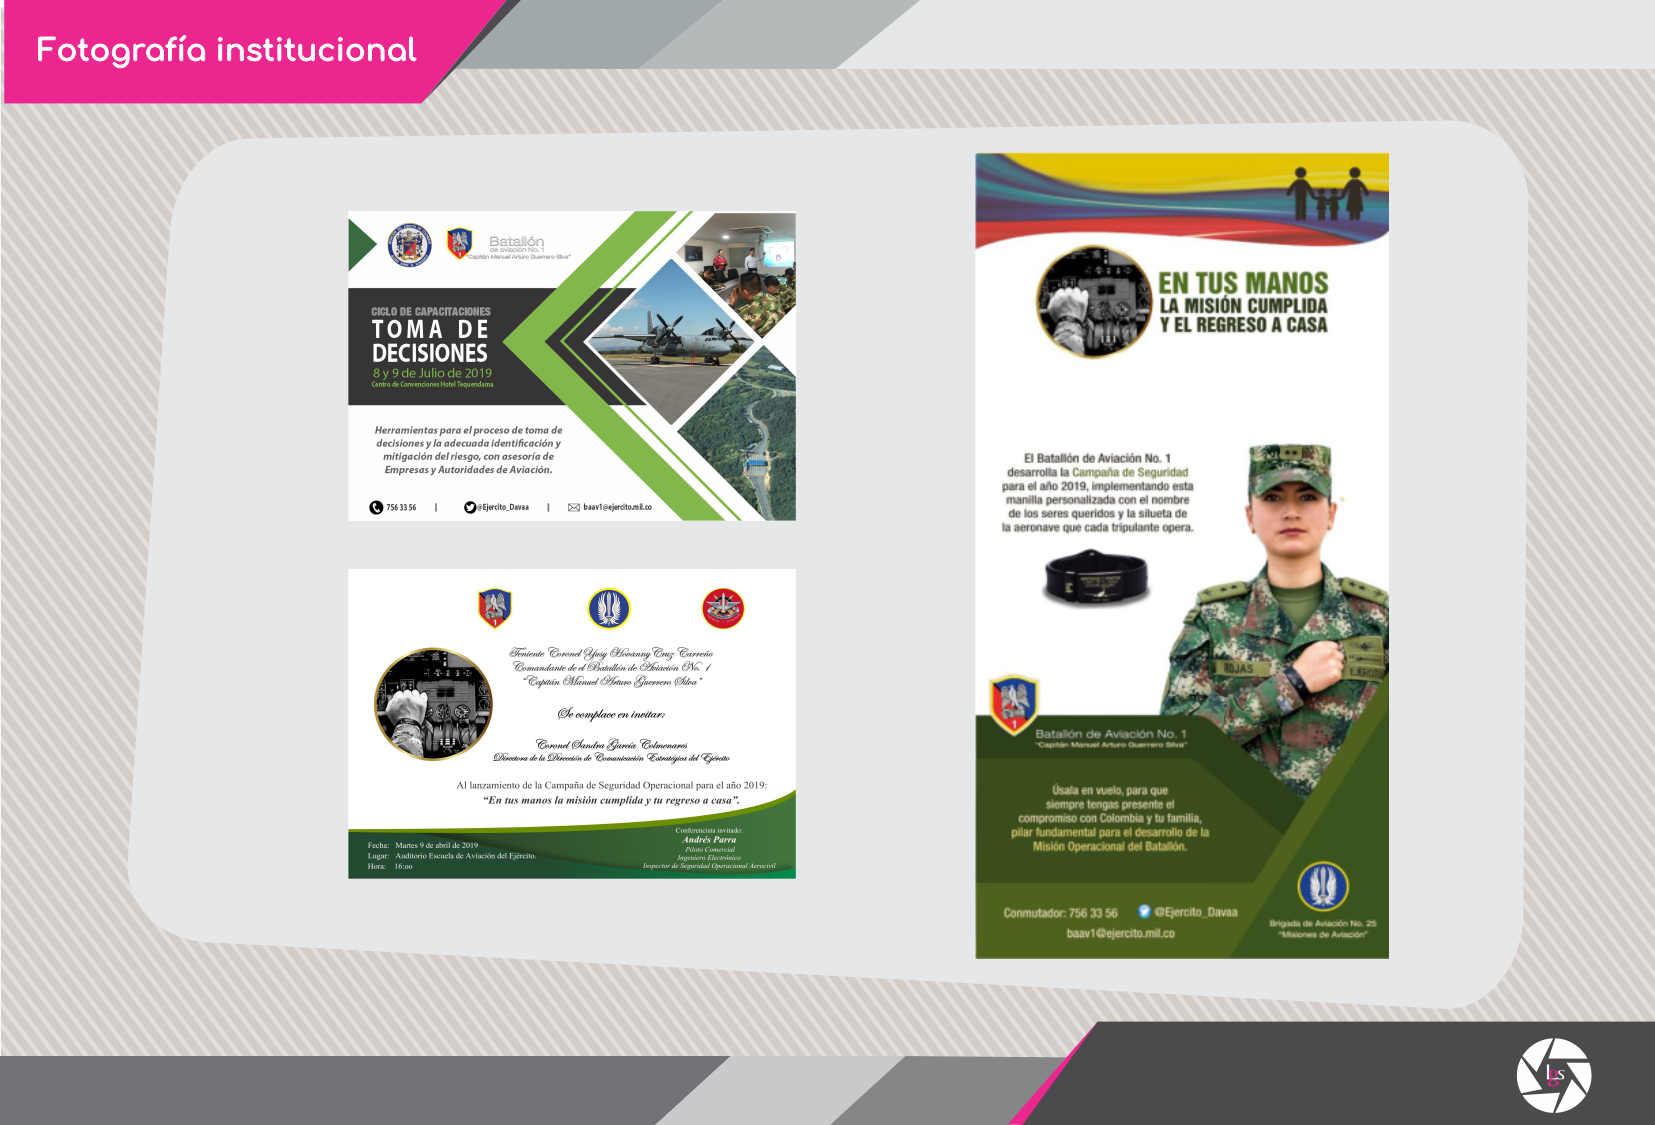 Fotografía institucional
Batallón
de aviación No. 1
"Capitán Manuel Arturo Guerrero Silva"
CICLO DE CAPACITACIONES
TOMA DE
DECISIONES
8 y 9 de Julio de 2019
Centro de Convenciones Hotel Tequendama
Herramientas para el proceso de toma de
decisiones y la adecuada identificación y
mitigación del riesgo, con asesoría de
Empresas y Autoridades de Aviación.
756 33 56 | @Ejercito_Davaa | baav1@ejercito.mil.co
1
Teniente Coronel Yusy Hovanny Cruz Carreño
Comandante de el Batallón de Aviación No. 1
"Capitán Manuel Arturo Guerrero Silva"
Se complace en invitar:
Coronel Sandra García Colmenares
Directora de la Dirección de Comunicación Estratégica del Ejército
Al lanzamiento de la Campaña de Seguridad Operacional para el año 2019:
“En tus manos la misión cumplida y tu regreso a casa”.
Conferencista invitado:
Andrés Parra
Piloto Comercial
Ingeniero Electrónico
Inspector de Seguridad Operacional Aerocivil
Fecha: Martes 9 de abril de 2019
Lugar: Auditorio Escuela de Aviación del Ejército.
Hora: 16:oo
EN TUS MANOS
LA MISIÓN CUMPLIDA
Y EL REGRESO A CASA
El Batallón de Aviación No. 1
desarrolla la Campaña de Seguridad
para el año 2019, implementando esta
manilla personalizada con el nombre
de los seres queridos y la silueta de
la aeronave que cada tripulante opera.
ROJAS
EJERCITO
1
Batallón de Aviación No. 1
"Capitán Manuel Arturo Guerrero Silva"
Úsala en vuelo, para que
siempre tengas presente el
compromiso con Colombia y tu familia,
pilar fundamental para el desarrollo de la
Misión Operacional del Batallón.
Conmutador: 756 33 56 @Ejercito_Davaa
baav1@ejercito.mil.co
Brigada de Aviación No. 25
"Misiones de Aviación"
lgs